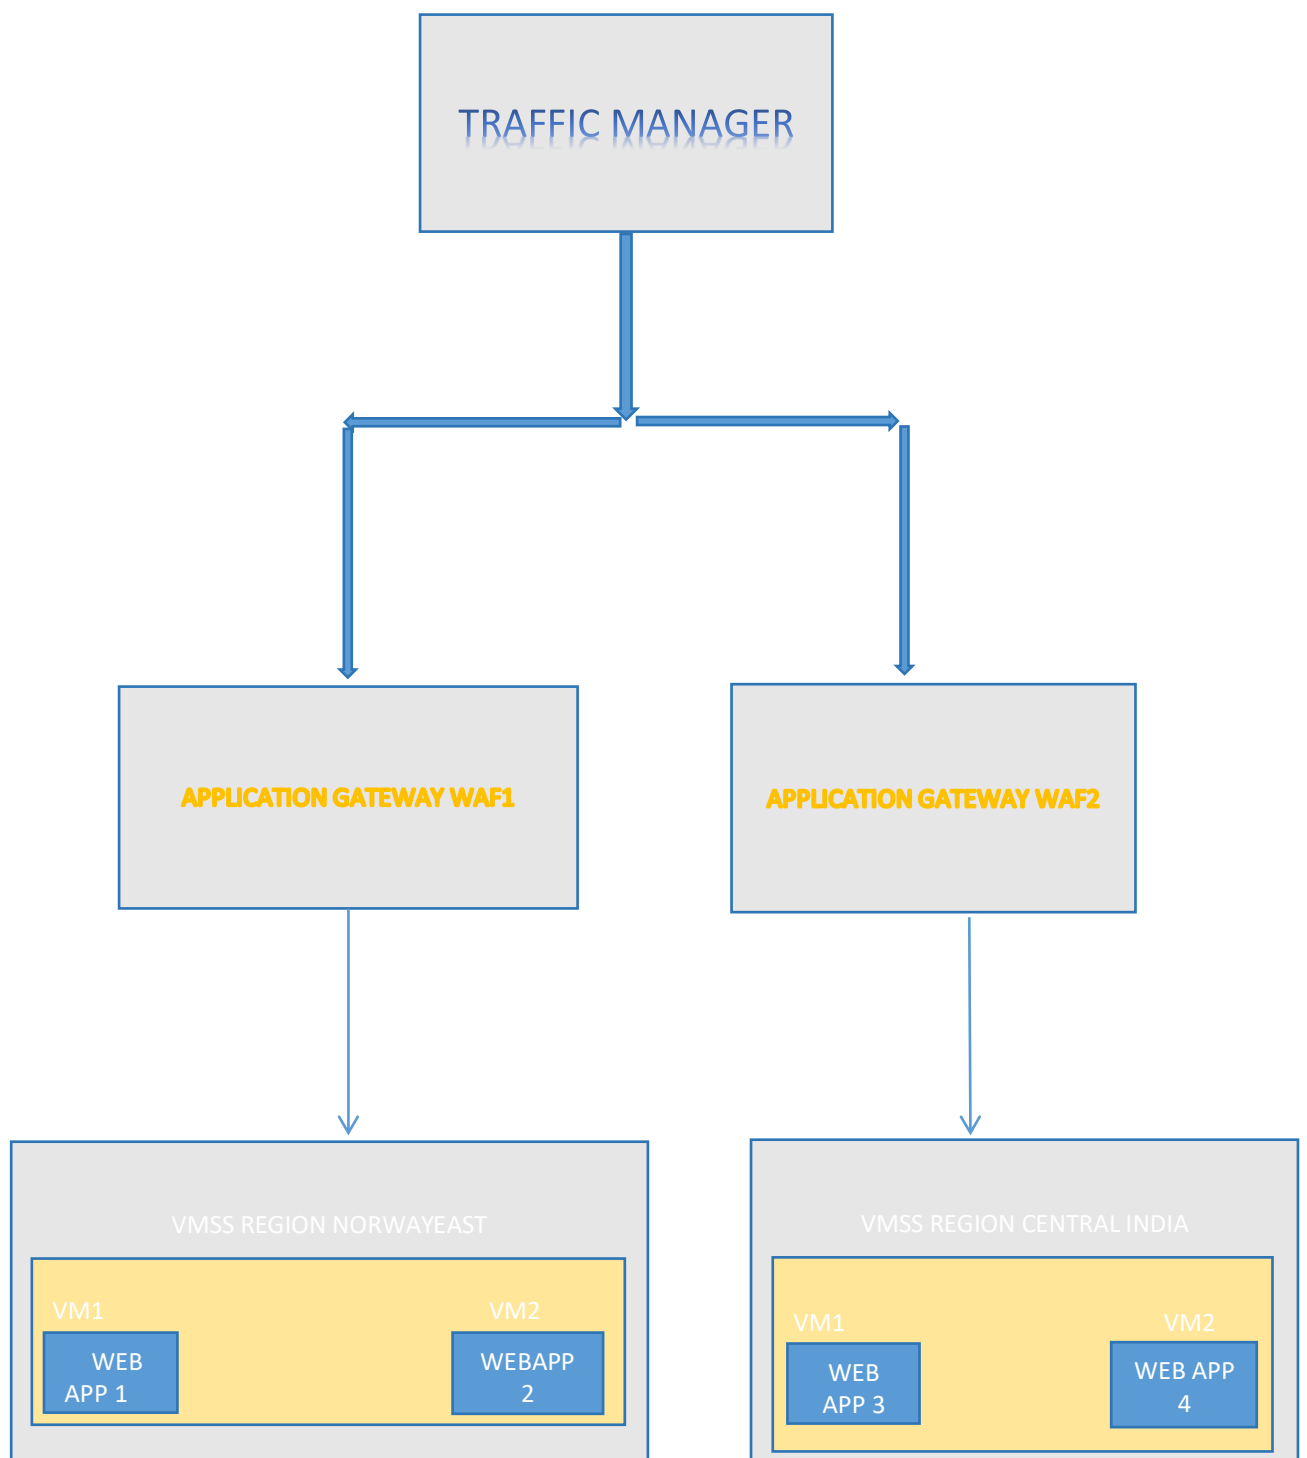 TRAFFIC MANAGER
APPLICATION GATEWAY WAF1
APPLICATION GATEWAY WAF2
VMSS REGION NORWAYEAST
VM1
VM2
WEB
APP 1
WEBAPP
2
VMSS REGION CENTRAL INDIA
VM1
VM2
WEB
APP 3
WEB APP
4